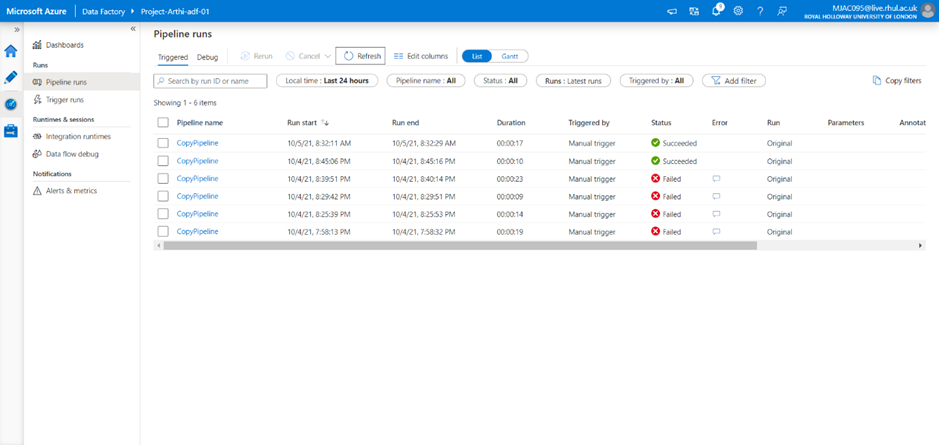 Microsoft Azure Data Factory Project-Arthi-adf-01 9 ? MJAC095@live.rhul.ac.uk
ROYAL HOLLOWAY UNIVERSITY OF LONDON
» «
Dashboards
Runs
Pipeline runs
Trigger runs
Runtimes & sessions
Integration runtimes
Data flow debug
Notifications
Alerts & metrics
Pipeline runs
Triggered Debug Rerun Cancel Refresh Edit columns List Gantt
Search by run ID or name Local time : Last 24 hours Pipeline name : All Status : All Runs : Latest runs Triggered by : All Add filter Copy filters
Showing 1 - 6 items
Pipeline name Run start Run end Duration Triggered by Status Error Run Parameters Annotat
CopyPipeline 10/5/21, 8:32:11 AM 10/5/21, 8:32:29 AM 00:00:17 Manual trigger Succeeded Original
CopyPipeline 10/4/21, 8:45:06 PM 10/4/21, 8:45:16 PM 00:00:10 Manual trigger Succeeded Original
CopyPipeline 10/4/21, 8:39:51 PM 10/4/21, 8:40:14 PM 00:00:23 Manual trigger Failed Original
CopyPipeline 10/4/21, 8:29:42 PM 10/4/21, 8:29:51 PM 00:00:09 Manual trigger Failed Original
CopyPipeline 10/4/21, 8:25:39 PM 10/4/21, 8:25:53 PM 00:00:14 Manual trigger Failed Original
CopyPipeline 10/4/21, 7:58:13 PM 10/4/21, 7:58:32 PM 00:00:19 Manual trigger Failed Original